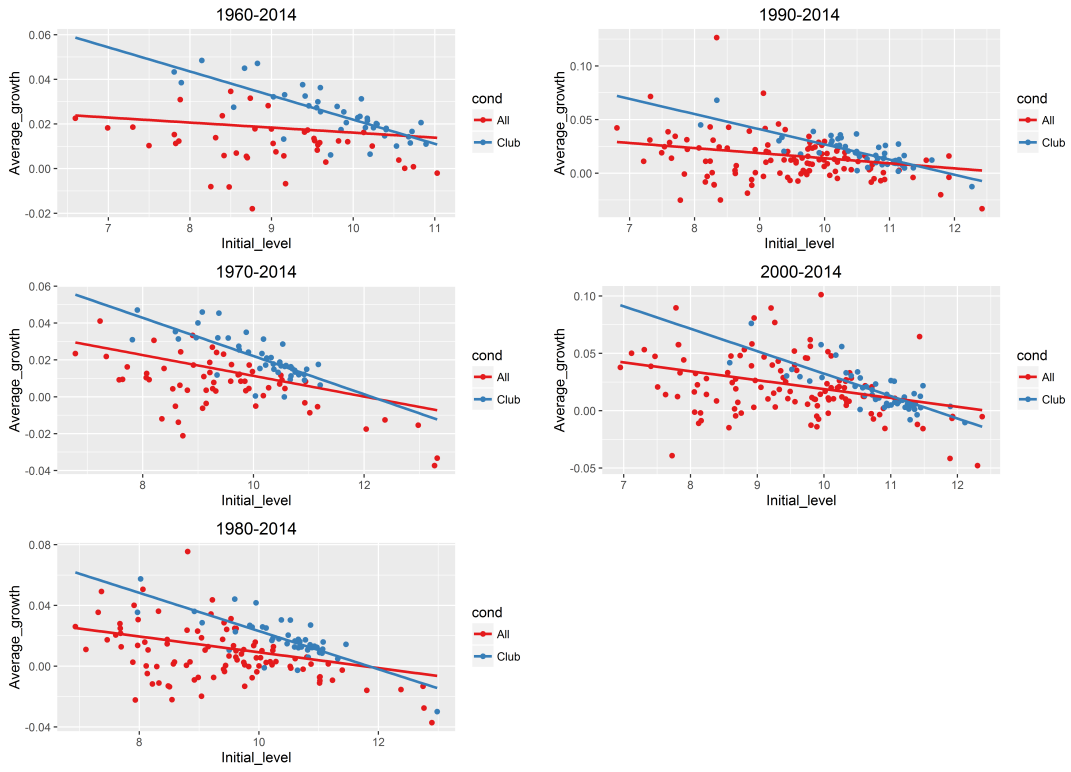 1960-2014
0.06
0.04
0.02
0.00
-0.02
Average_growth
7 8 9 10 11
Initial_level
cond
All
Club
1990-2014
0.10
0.05
0.00
Average_growth
7 8 9 10 11 12
Initial_level
cond
All
Club
1970-2014
0.06
0.04
0.02
0.00
-0.02
-0.04
Average_growth
8 10 12
Initial_level
cond
All
Club
2000-2014
0.10
0.05
0.00
-0.05
Average_growth
7 8 9 10 11 12
Initial_level
cond
All
Club
1980-2014
0.08
0.04
0.00
-0.04
Average_growth
8 10 12
Initial_level
cond
All
Club